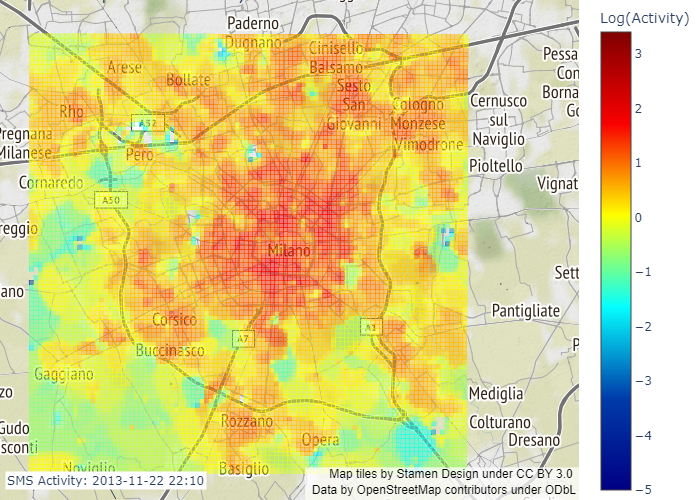 Paderno
Dugnano
Cinisello
Balsamo
Arese
Bollate
Sesto
San
Giovanni
Rho
A52
Cologno
Monzese
Vimodrone
Cernusco
sul
Naviglio
Pessa
Con
Borna
Go
Pregnana
Milanese
Pero
Cornaredo
Pioltello
Vignat
A50
reggio
Milano
Sett
ano
Pantigliate
Corsico
A7
A1
Buccinasco
P
Gaggiano
zo
Mediglia
Rozzano
Colturano
Dresano
Gudo
sconti
Opera
Noviglio
Basiglio
SMS Activity: 2013-11-22 22:10
Map tiles by Stamen Design under CC BY 3.0
Data by OpenStreetMap contributors under ODbL
Log(Activity)
3
2
1
0
−1
−2
−3
−4
−5